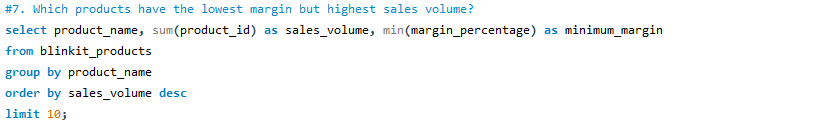 #7. Which products have the lowest margin but highest sales volume?
select product_name, sum(product_id) as sales_volume, min(margin_percentage) as minimum_margin
from blinkit_products
group by product_name
order by sales_volume desc
limit 10;